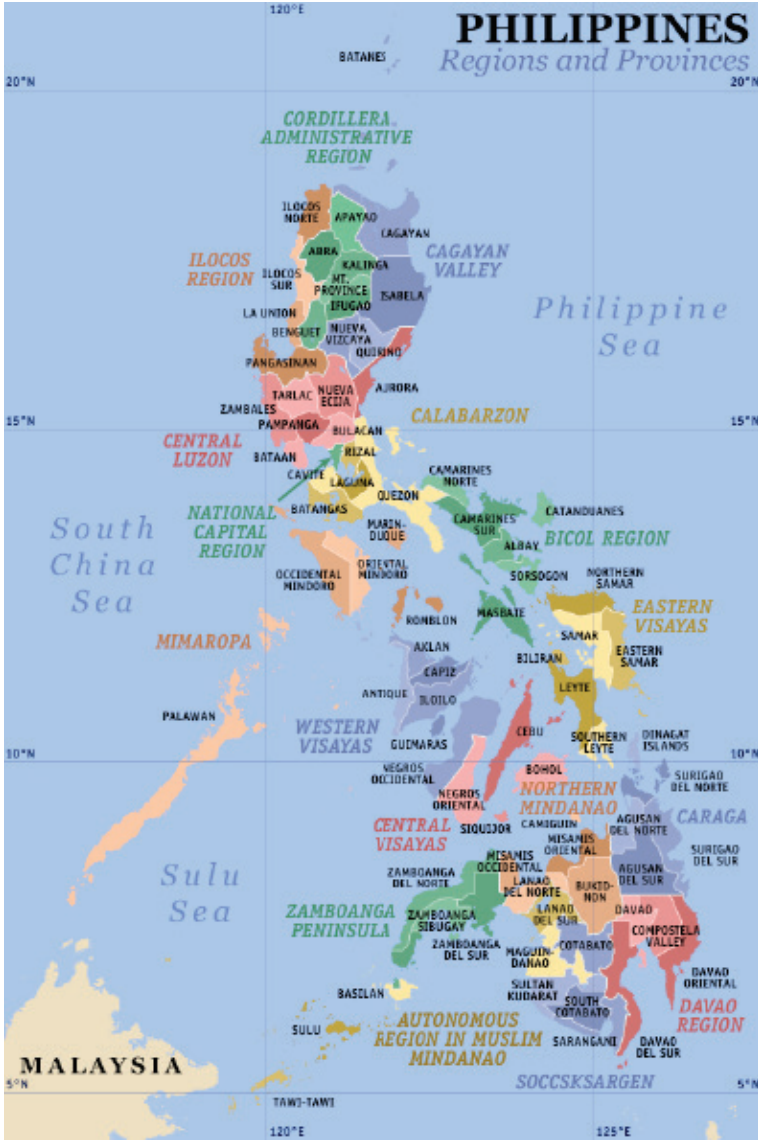 120°E
PHILIPPINES
Regions and Provinces
BATANES
20°N
20°N
CORDILLERA
ADMINISTRATIVE
REGION
ILOCOS
NORTE
APAYAO
CAGAYAN
ILOCOS
REGION
ABRA
CAGAYAN
VALLEY
KALINGA
ILOCOS
SUR
MT.
PROVINCE
ISABELA
IFUGAO
LA UNION
Philippine
Sea
BENGUET
NUEVA
VIZCAYA
QUIRINO
PANGASINAN
TARLAC
NUEVA
ECIJA
AURORA
ZAMBALES
CALABARZON
15°N
15°N
PAMPANGA
BULACAN
CENTRAL
LUZON
BATAAN
RIZAL
CAVITE
LAGUNA
CAMARINES
NORTE
QUEZON
NATIONAL
CAPITAL
REGION
BATANGAS
CATANDUANES
CAMARINES
SUR
MARIN-
DUQUE
BICOL REGION
South
China
Sea
ALBAY
ORIENTAL
MINDORO
OCCIDENTAL
MINDORO
SORSOGON
NORTHERN
SAMAR
EASTERN
VISAYAS
ROMBLON
MASBATE
MIMAROPA
SAMAR
AKLAN
BILIRAN
EASTERN
SAMAR
CAPIZ
ANTIQUE
ILOILO
LEYTE
PALAWAN
WESTERN
VISAYAS
CEBU
SOUTHERN
LEYTE
DINAGAT
ISLANDS
GUIMARAS
10°N
10°N
NEGROS
OCCIDENTAL
BOHOL
SURIGAO
DEL NORTE
NEGROS
ORIENTAL
NORTHERN
MINDANAO
CENTRAL
VISAYAS
SIQUIJOR
CAMIGUIN
AGUSAN
DEL NORTE
CARAGA
MISAMIS
ORIENTAL
SURIGAO
DEL SUR
MISAMIS
OCCIDENTAL
Sulu
Sea
ZAMBOANGA
DEL NORTE
LANAO
DEL NORTE
BUKID-
NON
AGUSAN
DEL SUR
ZAMBOANGA
PENINSULA
ZAMBOANGA
SIBUGAY
LANAO
DEL SUR
DAVAO
ZAMBOANGA
DEL SUR
COTABATO
COMPOSTELA
VALLEY
MAGUIN-
DANAO
DAVAO
ORIENTAL
BASILAN
SULTAN
KUDARAT
SOUTH
COTABATO
DAVAO
REGION
AUTONOMOUS
REGION IN MUSLIM
MINDANAO
SULU
SARANGANI
DAVAO
DEL SUR
MALAYSIA
SOCCSKSARGEN
5°N
5°N
TAWI-TAWI
120°E
125°E